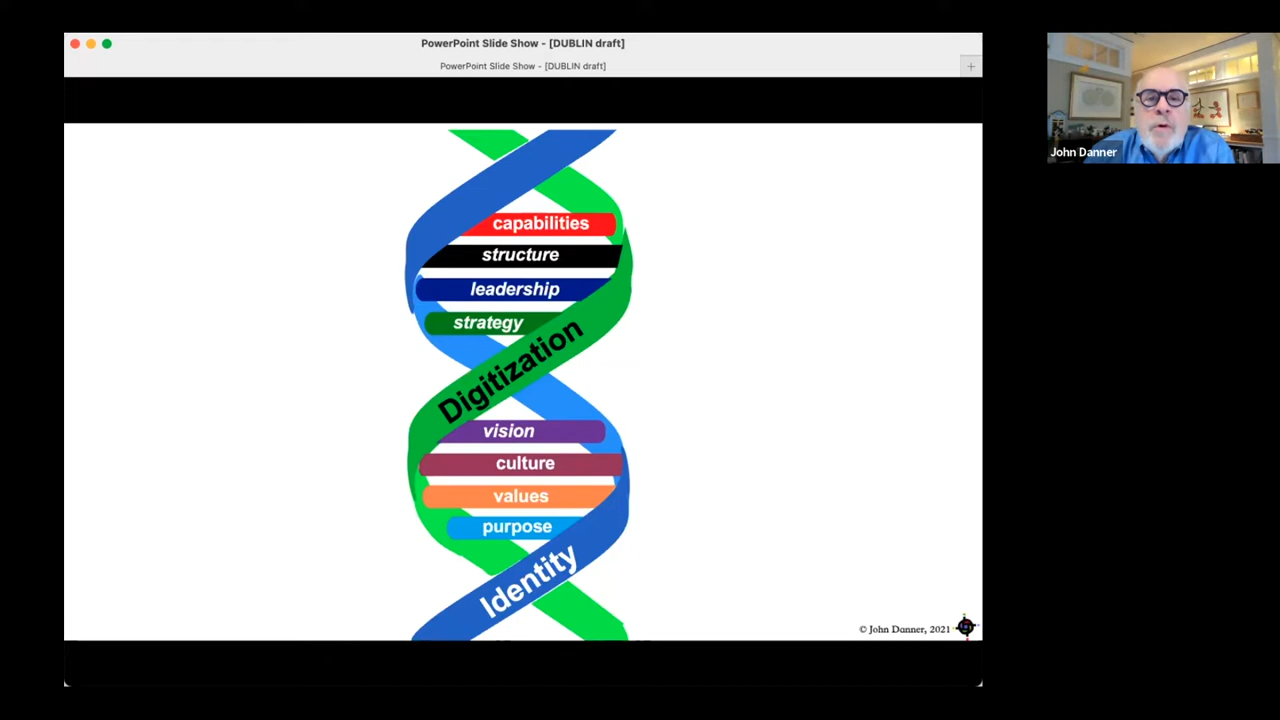 PowerPoint Slide Show - [DUBLIN draft]
PowerPoint Slide Show - [DUBLIN draft]
capabilities
structure
leadership
strategy
Digitization
vision
culture
values
purpose
Identity
© John Danner, 2021
John Danner